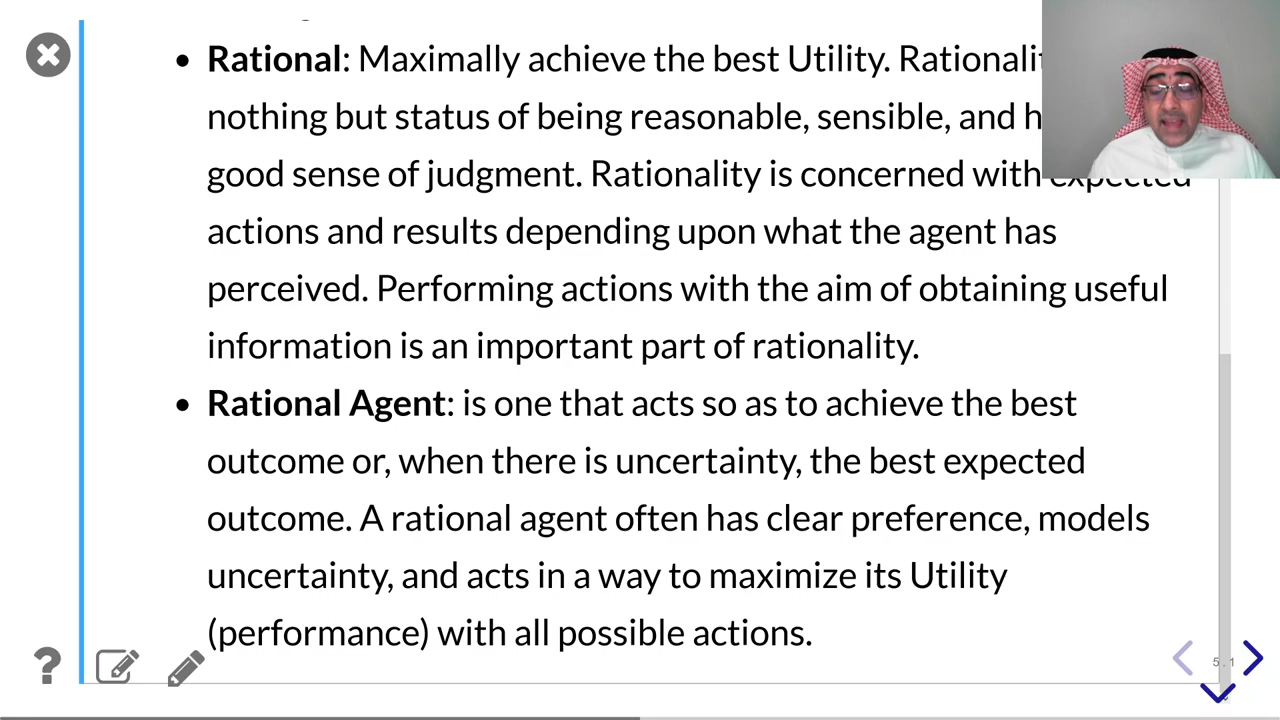 • Rational: Maximally achieve the best Utility.
nothing but status of being reasonable, sensible, and
good sense of judgment. Rationality is concerned with expected
actions and results depending upon what the agent has
perceived. Performing actions with the aim of obtaining useful
information is an important part of rationality.
• Rational Agent: is one that acts so as to achieve the best
outcome or, when there is uncertainty, the best expected
outcome. A rational agent often has clear preference, models
uncertainty, and acts in a way to maximize its Utility
(performance) with all possible actions.
?